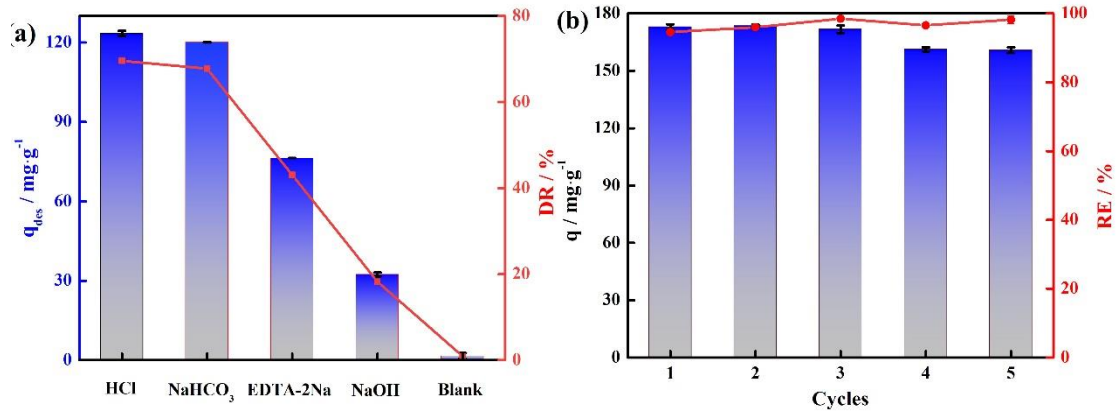 (a)
120
90
60
30
0
q_des / mg·g⁻¹
80
60
40
20
0
DR / %
HCl NaHCO₃ EDTA-2Na NaOH Blank
(b)
180
150
180
90
60
30
0
q / mg·g⁻¹
100
80
60
40
20
0
RE / %
1 2 3 4 5
Cycles